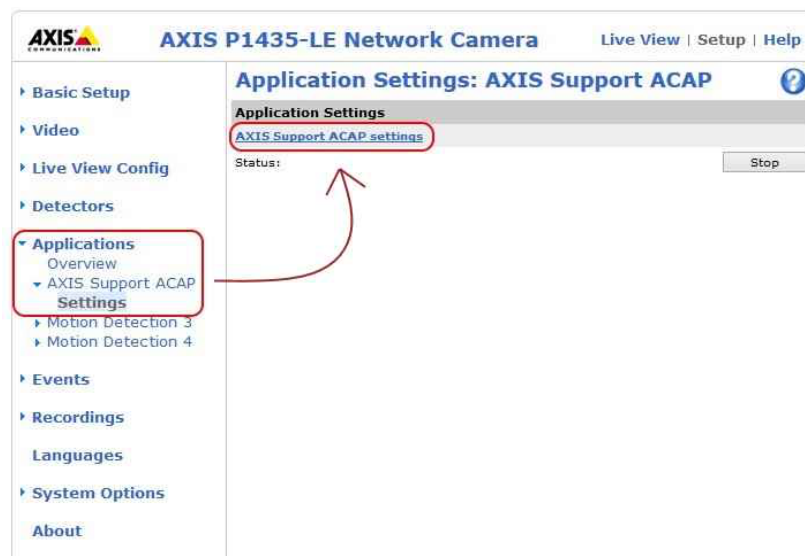 AXIS
COMMUNICATIONS
AXIS P1435-LE Network Camera
Live View | Setup | Help
Basic Setup
Video
Live View Config
Detectors
Applications
Overview
AXIS Support ACAP
Settings
Motion Detection 3
Motion Detection 4
Events
Recordings
Languages
System Options
About
Application Settings: AXIS Support ACAP
?
Application Settings
AXIS Support ACAP settings
Status:
Stop